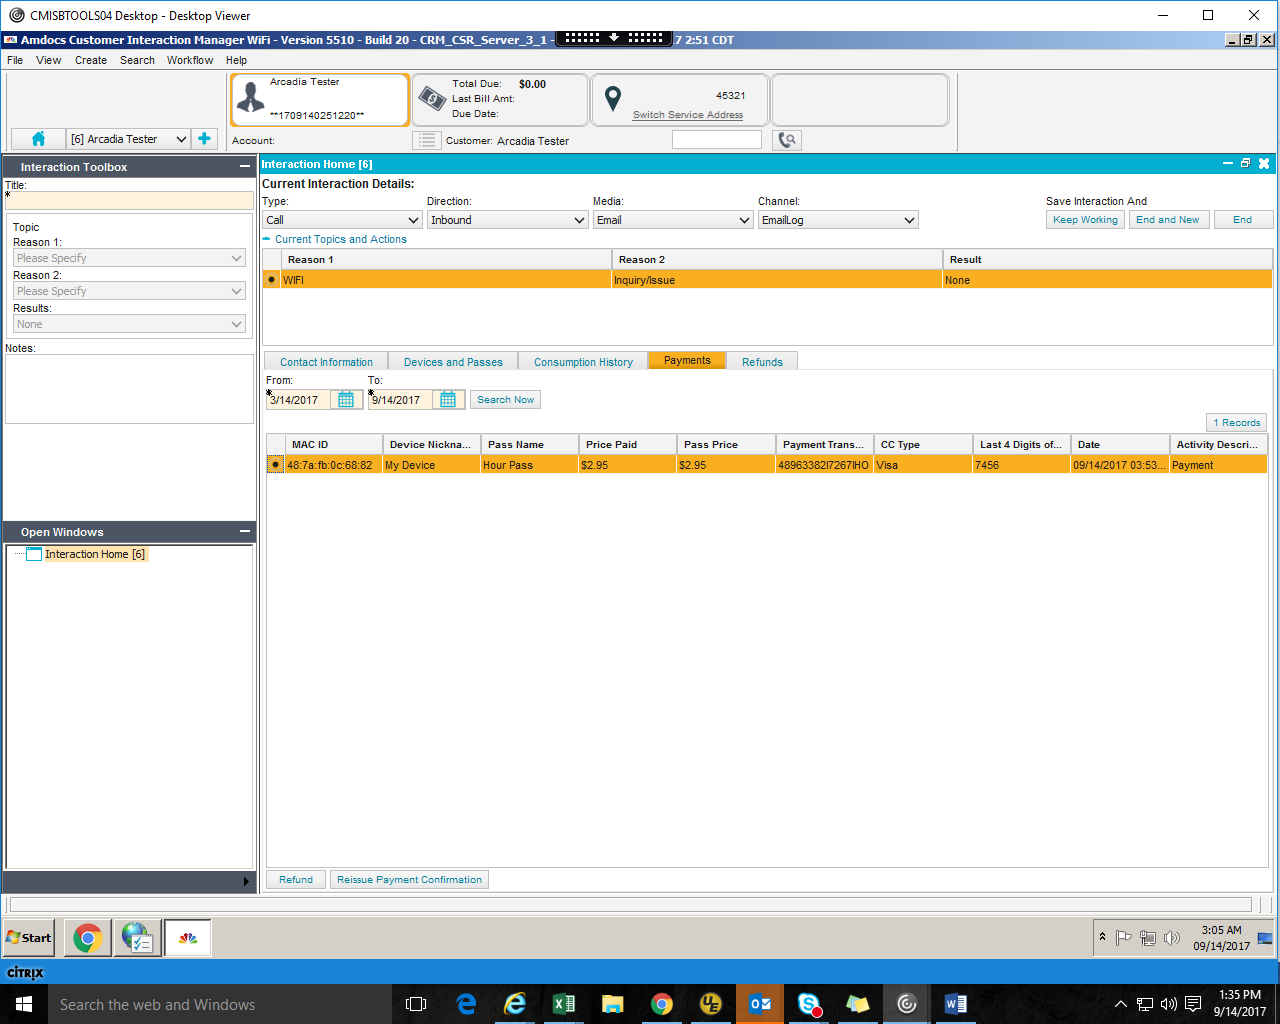 CMISBTOOLS04 Desktop - Desktop Viewer
Amdocs Customer Interaction Manager WiFi - Version 5510 - Build 20 - CRM_CSR_Server_3_1 - 7 2:51 CDT
File View Create Search Workflow Help
Arcadia Tester
**1709140251220**
Total Due: $0.00
Last Bill Amt:
Due Date:
45321
Switch Service Address
[6] Arcadia Tester
Account:
Customer: Arcadia Tester
Interaction Toolbox
Title:
*
Topic
Reason 1:
Please Specify
Reason 2:
Please Specify
Results:
None
Notes:
Open Windows
Interaction Home [6]
Interaction Home [6]
Current Interaction Details:
Type: Direction: Media: Channel: Save Interaction And
Call Inbound Email EmailLog Keep Working End and New End
Current Topics and Actions
Reason 1 Reason 2 Result
WIFI Inquiry/Issue None
Contact Information Devices and Passes Consumption History Payments Refunds
From: To:
*3/14/2017 *9/14/2017 Search Now
1 Records
MAC ID Device Nickna... Pass Name Price Paid Pass Price Payment Trans... CC Type Last 4 Digits of... Date Activity Descri...
48:7a:fb:0c:68:82 My Device Hour Pass $2.95 $2.95 48963382I7267IHO Visa 7456 09/14/2017 03:53... Payment
Refund Reissue Payment Confirmation
Start
3:05 AM
09/14/2017
CİTRIX
Search the web and Windows
1:35 PM
9/14/2017